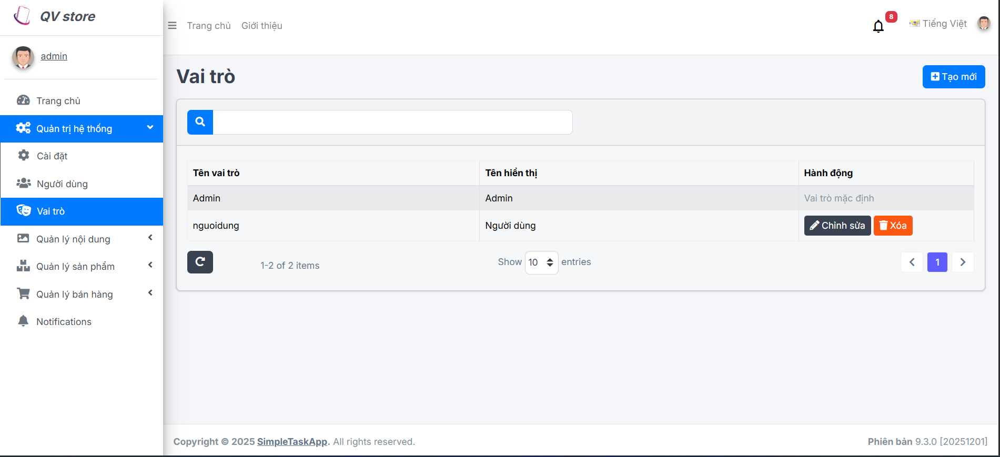 QV store
Trang chủ Giới thiệu
8
Tiếng Việt
admin
Trang chủ
Quản trị hệ thống
Cài đặt
Người dùng
Vai trò
Quản lý nội dung
Quản lý sản phẩm
Quản lý bán hàng
Notifications
Vai trò
Tạo mới
Tên vai trò Tên hiển thị Hành động
Admin Admin Vai trò mặc định
nguoidung Người dùng Chỉnh sửa Xóa
1-2 of 2 items Show 10 entries 1
Copyright © 2025 SimpleTaskApp. All rights reserved. Phiên bản 9.3.0 [20251201]